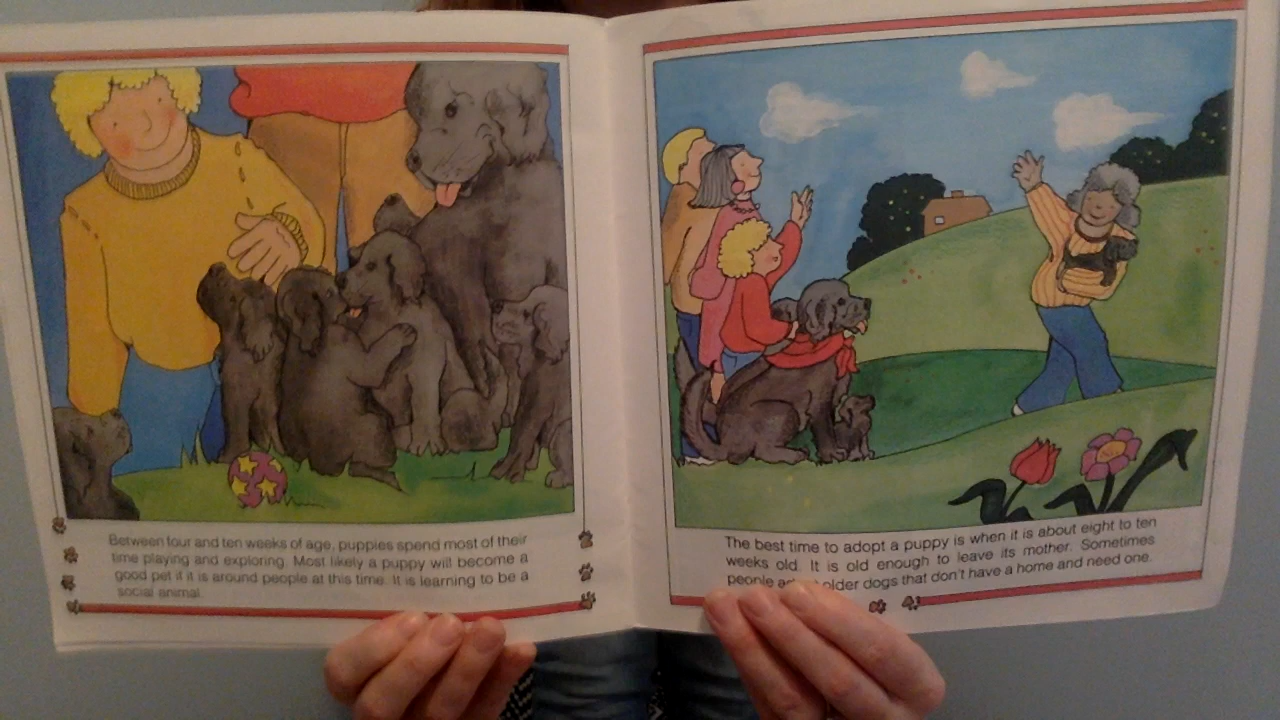 Between four and ten weeks of age, puppies spend most of their
time playing and exploring. Most likely a puppy will become a
good pet if it is around people at this time. It is learning to be a
social animal.
The best time to adopt a puppy is when it is about eight to ten
weeks old. It is old enough to leave its mother. Sometimes
people older dogs that don't have a home and need one.